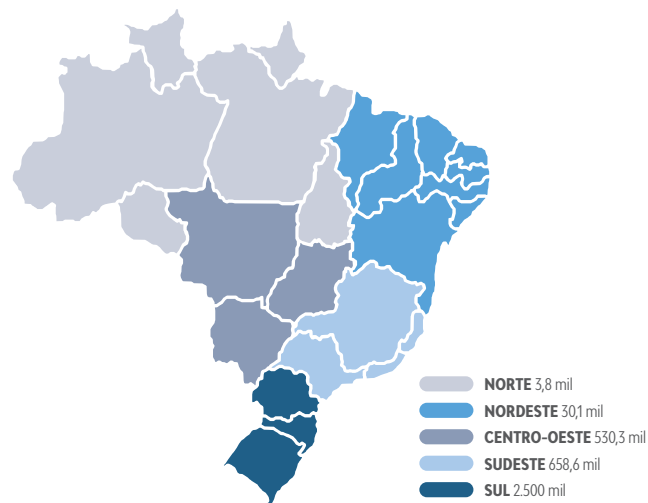 NORTE 3,8 mil
NORDESTE 30,1 mil
CENTRO-OESTE 530,3 mil
SUDESTE 658,6 mil
SUL 2.500 mil